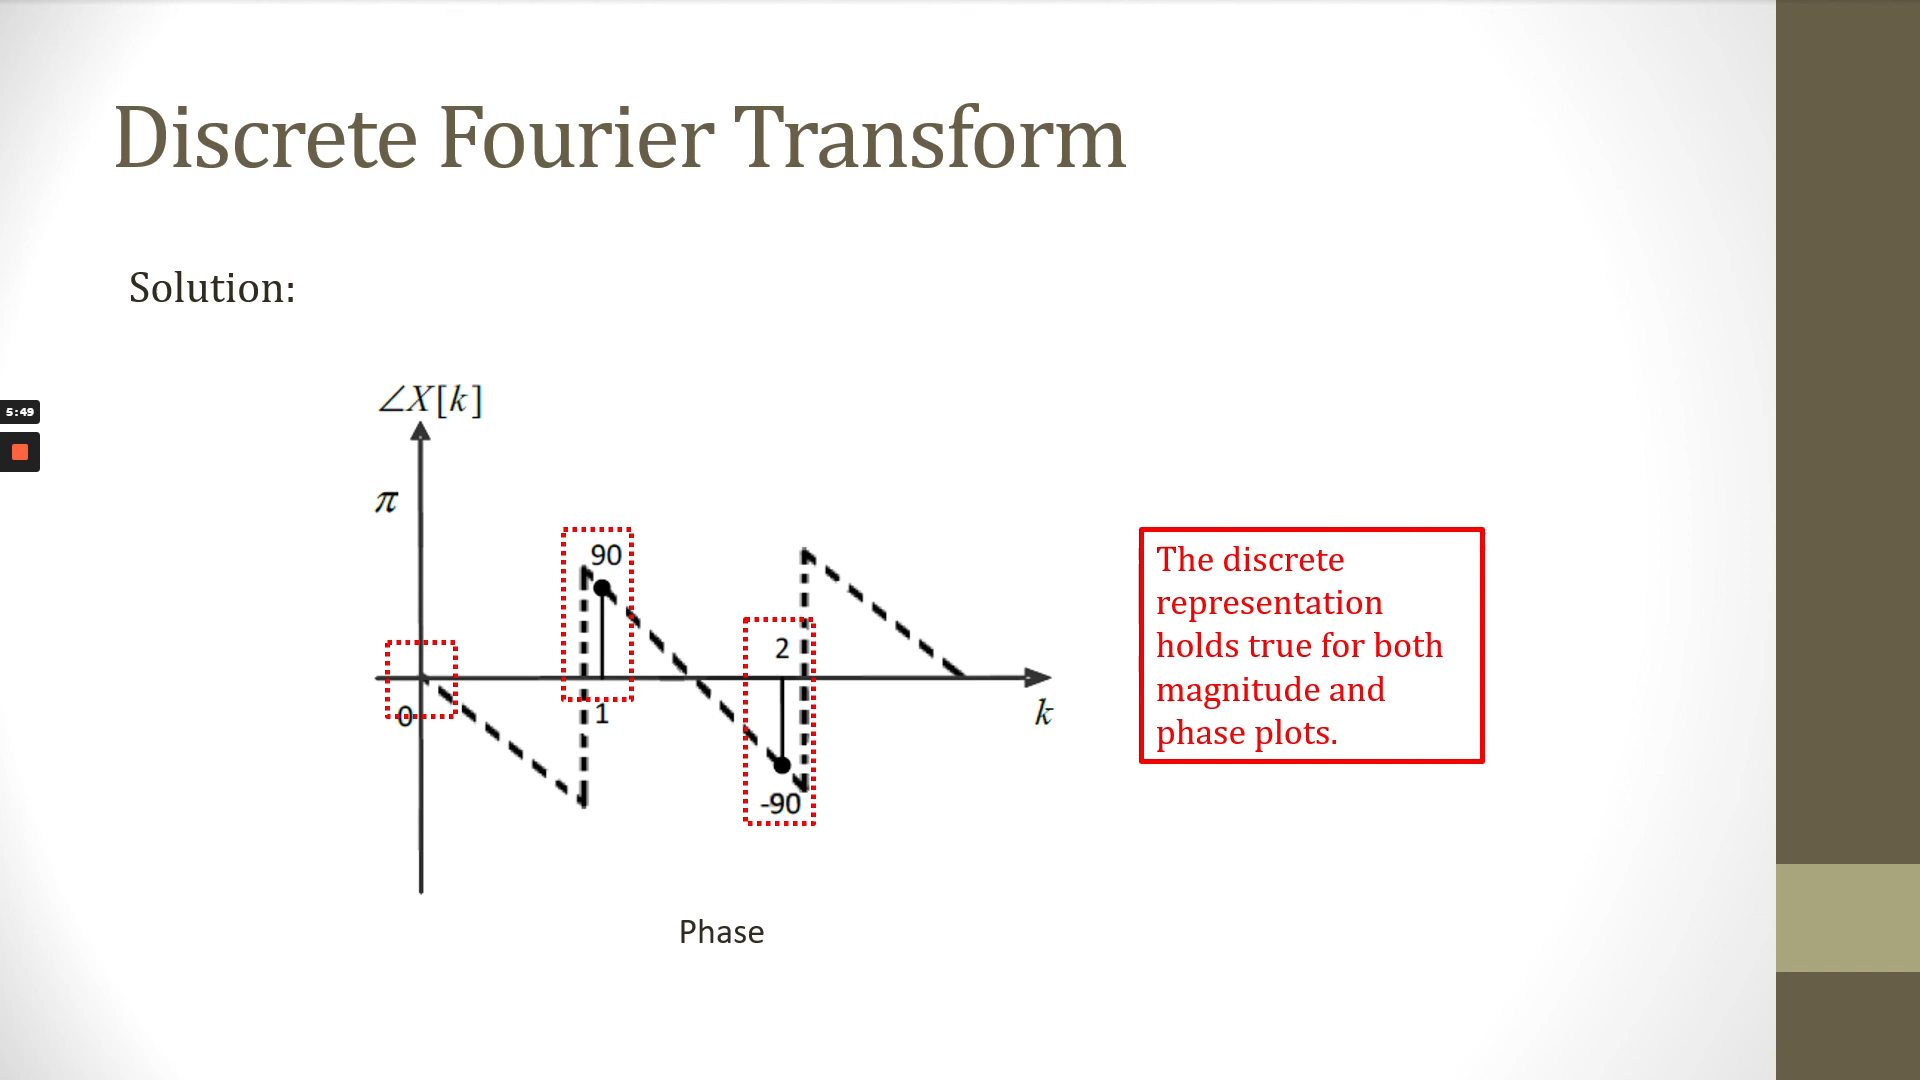 Discrete Fourier Transform
Solution:
∠X[k]
5:49
π
90
The discrete
representation
holds true for both
magnitude and
phase plots.
2
0
1
k
-90
Phase